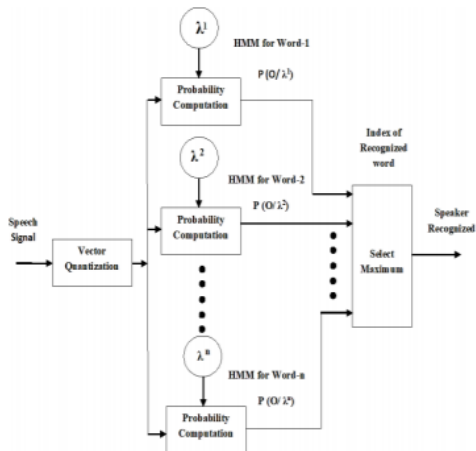 λ¹
HMM for Word-1
P (O/ λ¹)
Probability
Computation
Index of
Recognized
word
λ²
HMM for Word-2
P (O/ λ²)
Probability
Computation
Speech
Signal
Vector
Quantization
Select
Maximum
Speaker
Recognized
λⁿ
HMM for Word-n
P (O/ λⁿ)
Probability
Computation